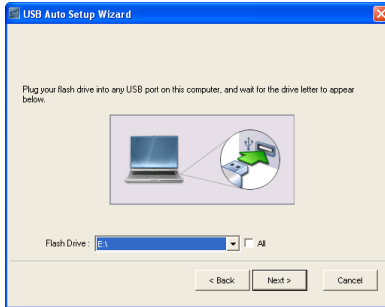 USB Auto Setup Wizard
Plug your flash drive into any USB port on this computer, and wait for the drive letter to appear
below.
Flash Drive : E:\ All
< Back Next > Cancel